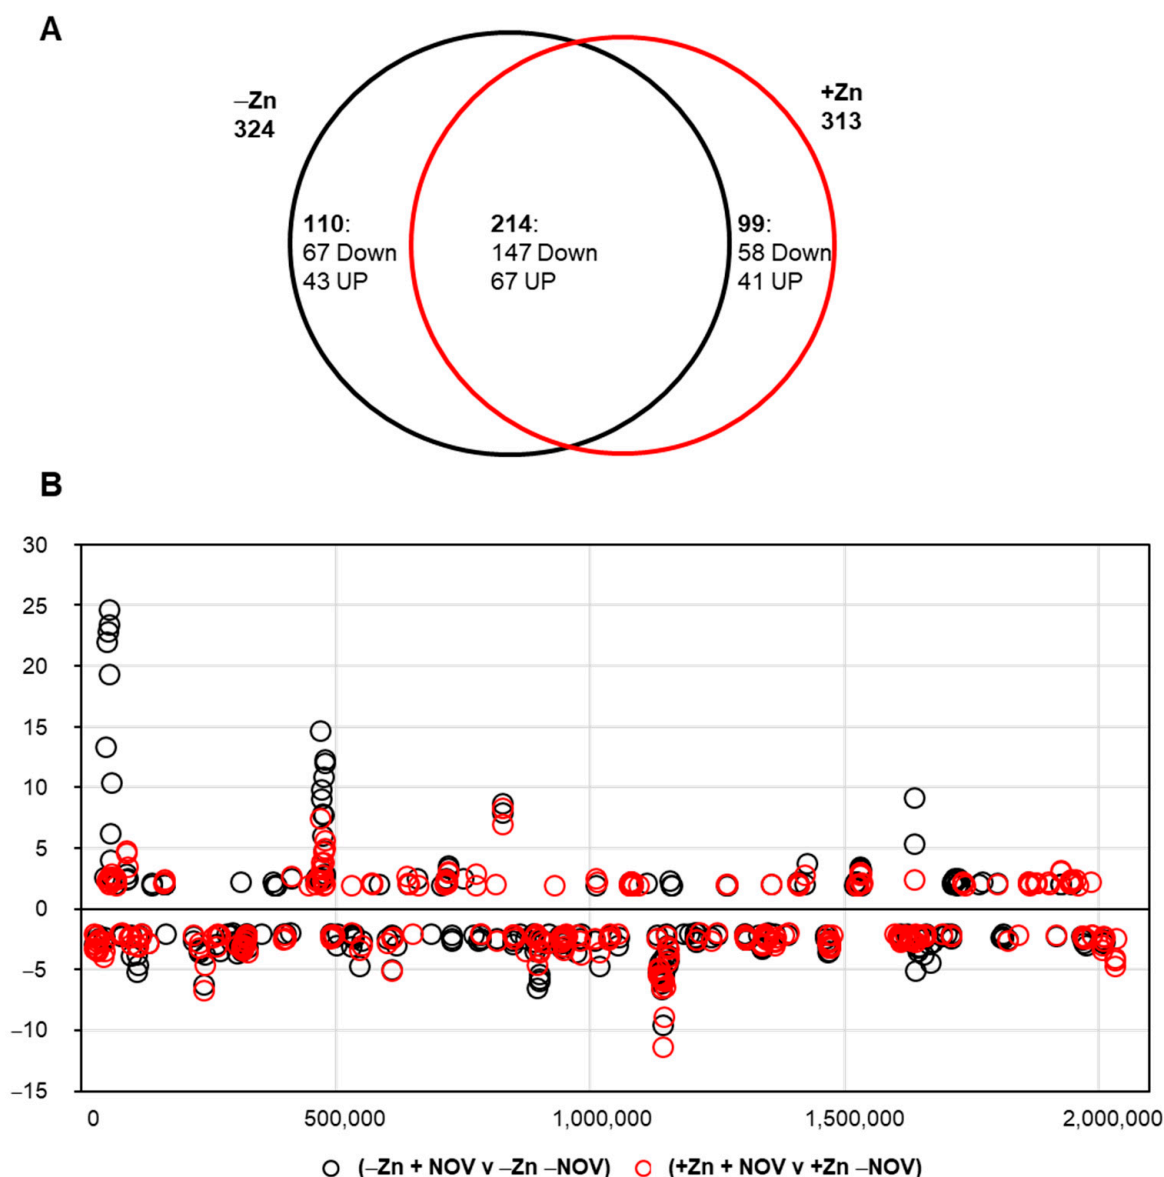 A
–Zn
324
+Zn
313
110:
67 Down
43 UP
214:
147 Down
67 UP
99:
58 Down
41 UP
B
30
25
20
15
10
5
0
–5
–10
–15
0 500,000 1,000,000 1,500,000 2,000,000
(–Zn + NOV v –Zn –NOV) (+Zn + NOV v +Zn –NOV)